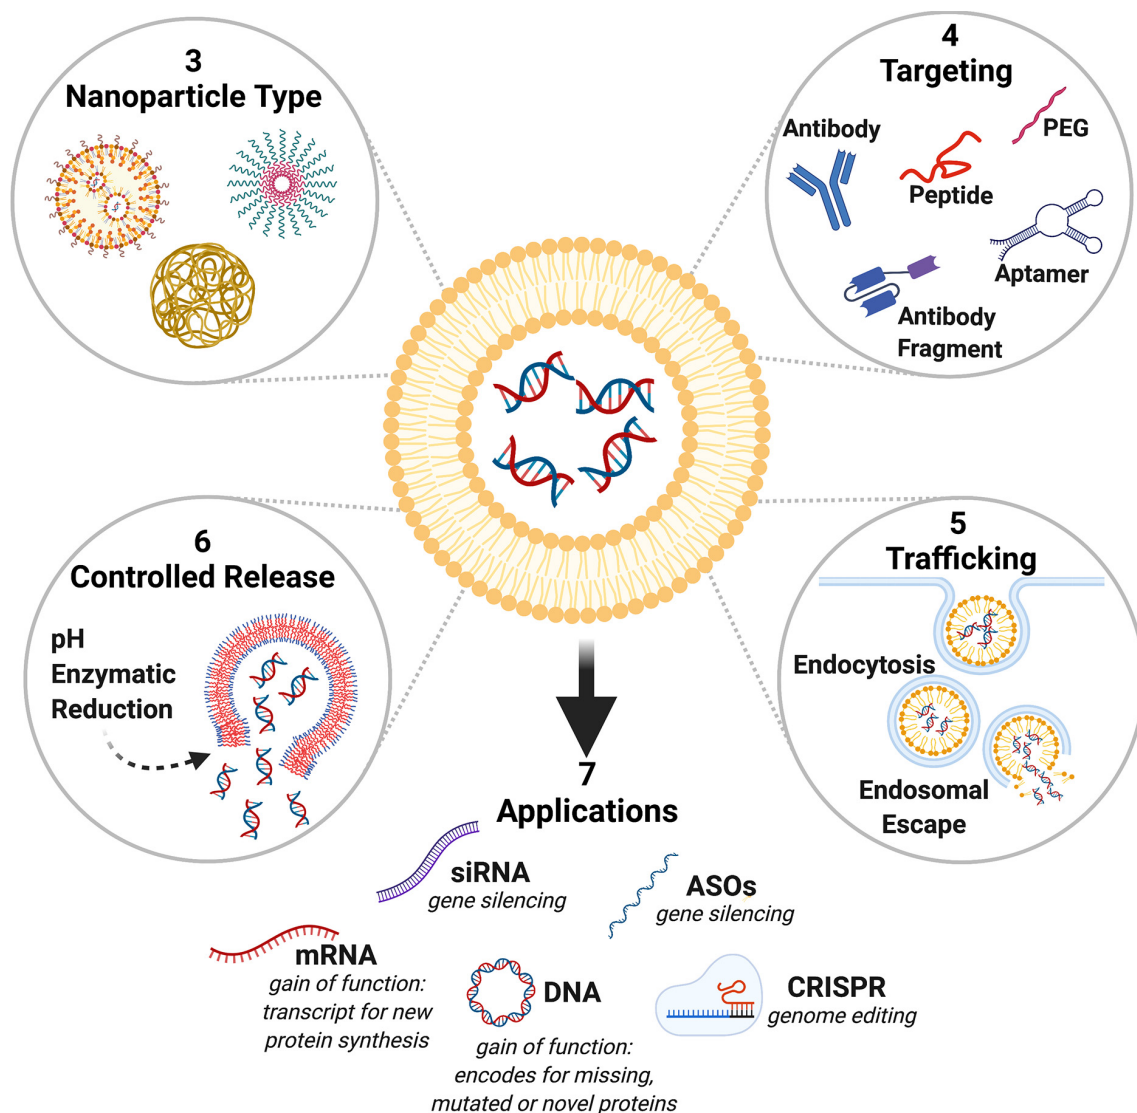 3
Nanoparticle Type
4
Targeting
Antibody
PEG
Peptide
Aptamer
Antibody
Fragment
6
Controlled Release
pH
Enzymatic
Reduction
5
Trafficking
Endocytosis
Endosomal
Escape
7
Applications
siRNA
gene silencing
ASOs
gene silencing
mRNA
gain of function:
transcript for new
protein synthesis
DNA
gain of function:
encodes for missing,
mutated or novel proteins
CRISPR
genome editing